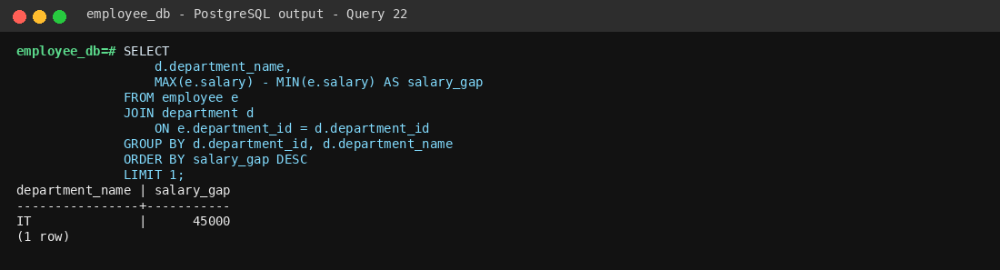 employee_db - PostgreSQL output - Query 22
employee_db=# SELECT
                  d.department_name,
                  MAX(e.salary) - MIN(e.salary) AS salary_gap
              FROM employee e
              JOIN department d
                  ON e.department_id = d.department_id
              GROUP BY d.department_id, d.department_name
              ORDER BY salary_gap DESC
              LIMIT 1;
department_name | salary_gap
----------------+-----------
IT              |      45000
(1 row)